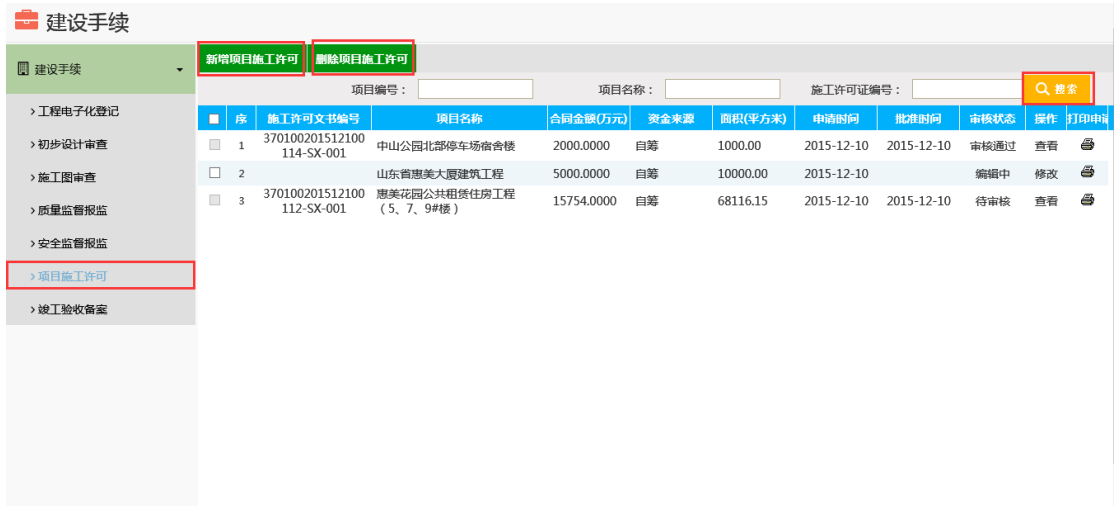 建设手续
建设手续
新增项目施工许可 删除项目施工许可
项目编号： 项目名称： 施工许可证编号： 搜索
>工程电子化登记
>初步设计审查
>施工图审查
>质量监督报监
>安全监督报监
>项目施工许可
>竣工验收备案
序 施工许可文书编号 项目名称 合同金额(万元) 资金来源 面积(平方米) 申请时间 批准时间 审核状态 操作 打印申请
1 370100201512100 中山公园北部停车场宿舍楼 2000.0000 自筹 1000.00 2015-12-10 2015-12-10 审核通过 查看
114-SX-001
2 山东省惠美大厦建筑工程 5000.0000 自筹 10000.00 2015-12-10 编辑中 修改
3 370100201512100 惠美花园公共租赁住房工程 15754.0000 自筹 68116.15 2015-12-10 2015-12-10 待审核 查看
112-SX-001 （5、7、9#楼）